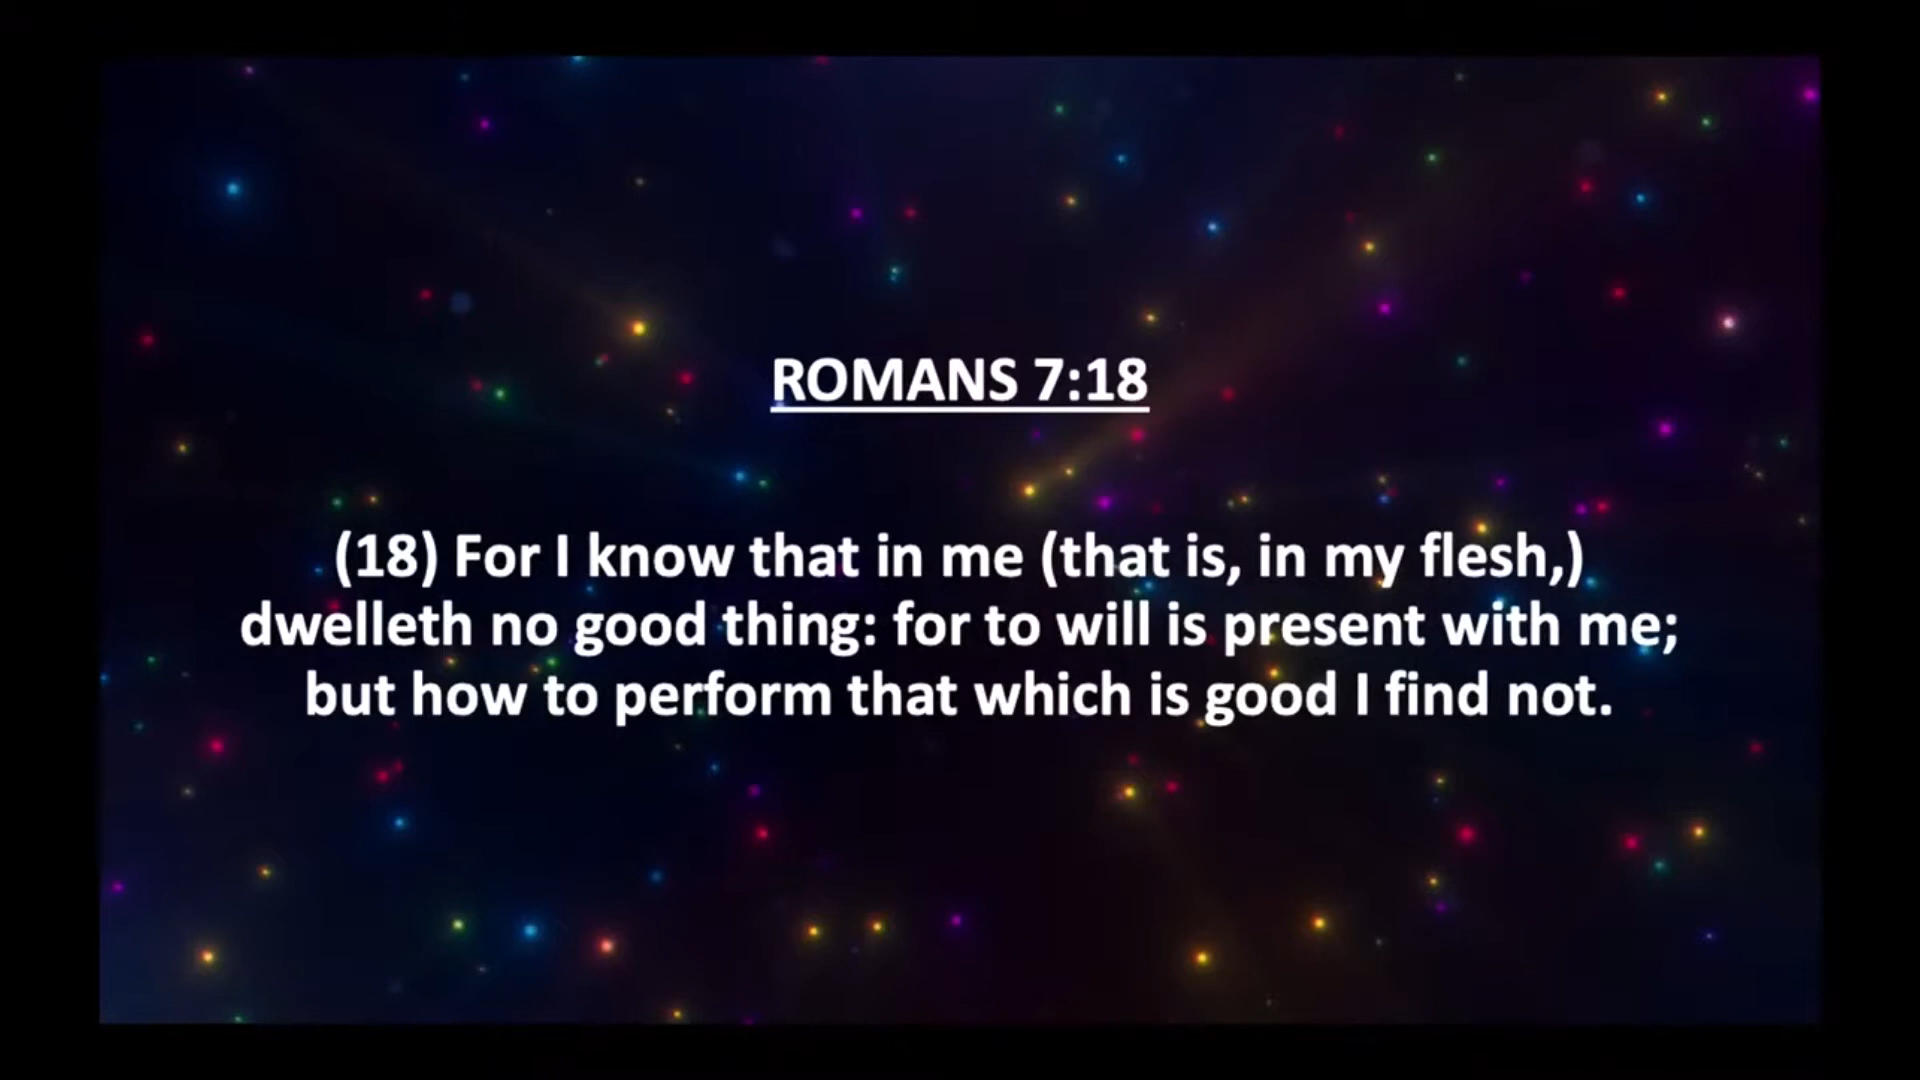 ROMANS 7:18
(18) For I know that in me (that is, in my flesh,)
dwelleth no good thing: for to will is present with me;
but how to perform that which is good I find not.